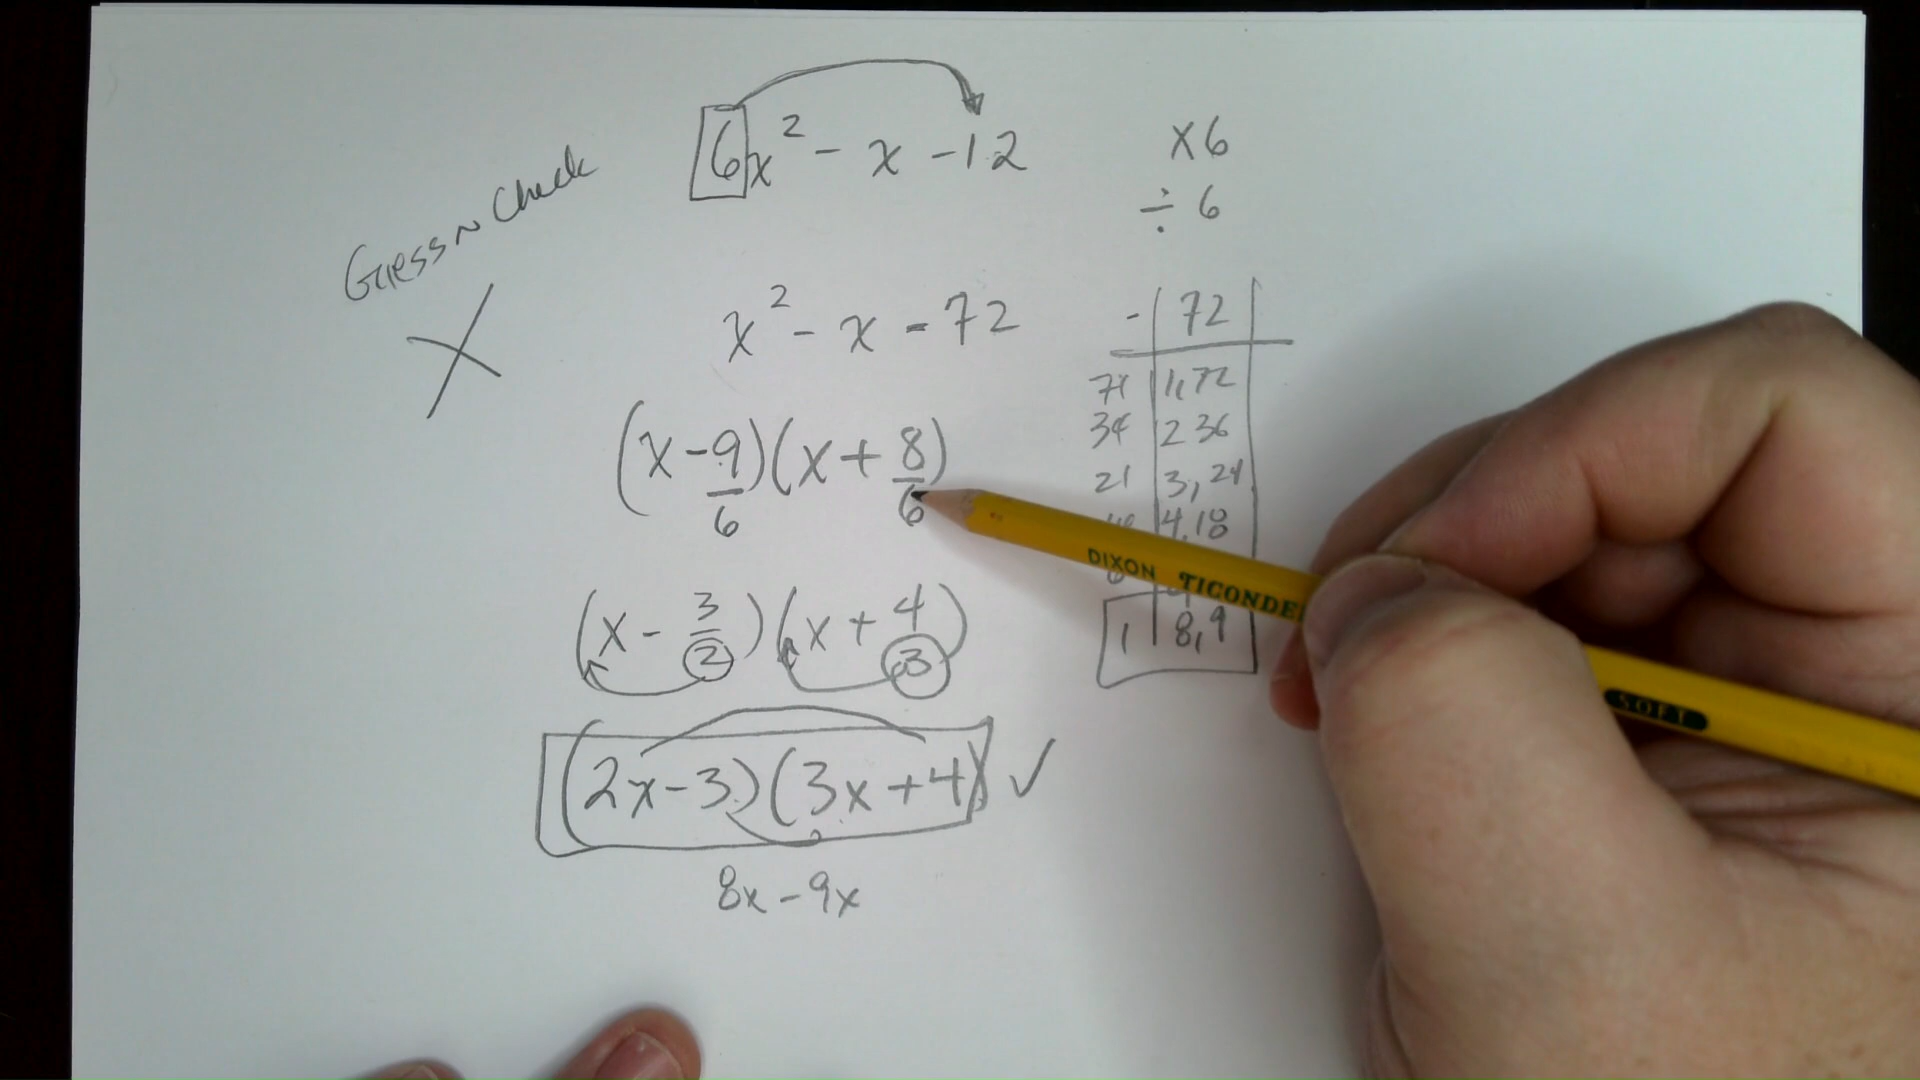 Guess n Check
6x² - x - 12
x6
÷ 6
x² - x - 72
(x - 9/6)(x + 8/6)
(x - 3/2)(x + 4/3)
(2x - 3)(3x + 4) ✓
8x - 9x
- | 72
71 | 1, 72
34 | 2 36
21 | 3, 24
4, 18
1 | 8, 9
DIXON TICONDE
SOFT